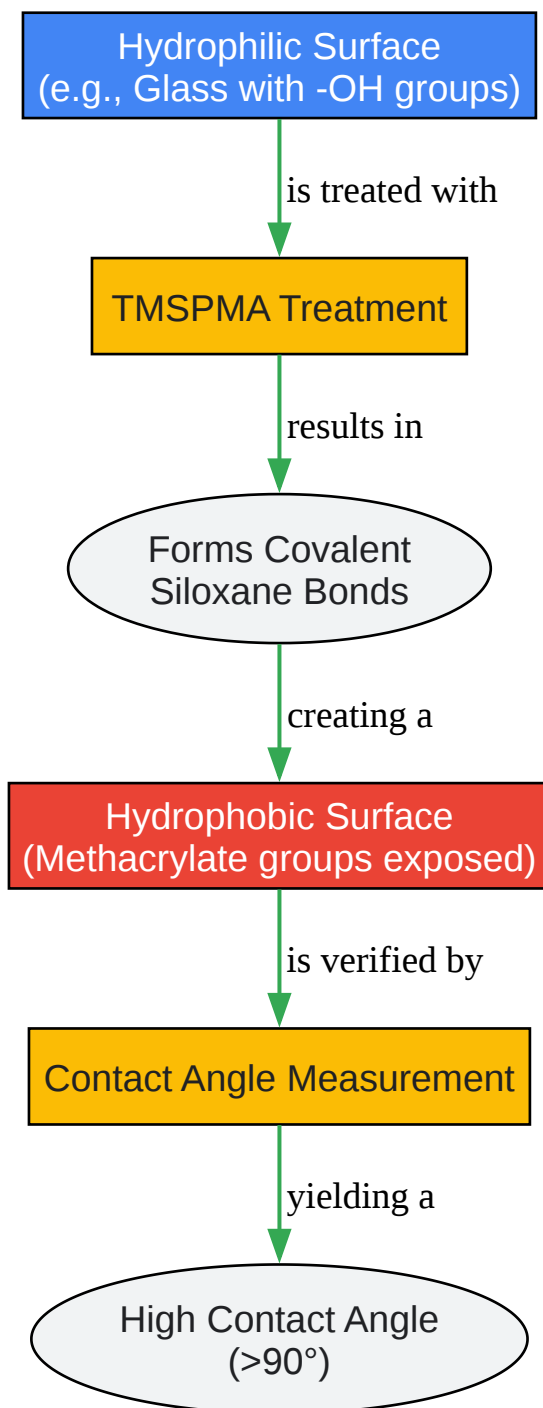 Hydrophilic Surface
(e.g., Glass with -OH groups)
is treated with
TMSPMA Treatment
results in
Forms Covalent
Siloxane Bonds
creating a
Hydrophobic Surface
(Methacrylate groups exposed)
is verified by
Contact Angle Measurement
yielding a
High Contact Angle
(>90°)